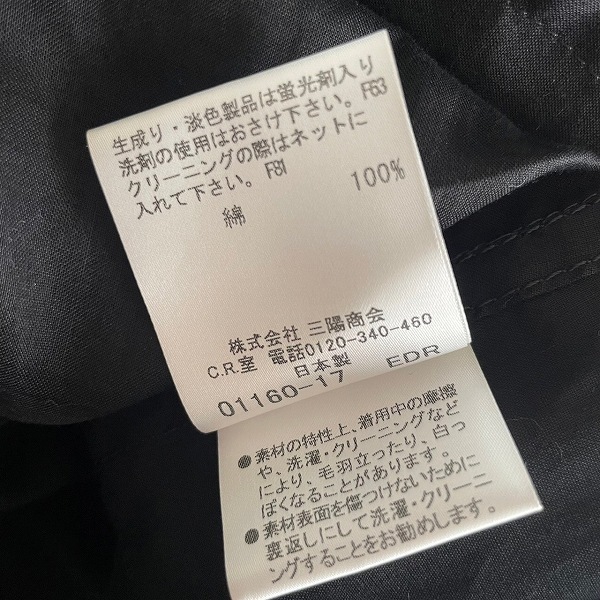 生成り・淡色製品は蛍光剤入り
洗剤の使用はおさけ下さい。F63
クリーニングの際はネットに
入れて下さい。F81
綿 100%
株式会社 三陽商会
C.R.室 電話0120-340-460
日本製
01160-17 EDR
●素材の特性上、着用中の摩擦
や、洗濯・クリーニングなど
により、毛羽立ったり、白っ
ぽくなることがあります。
●素材表面を傷つけないために
裏返しにして洗濯・クリーニ
ングすることをお勧めします。